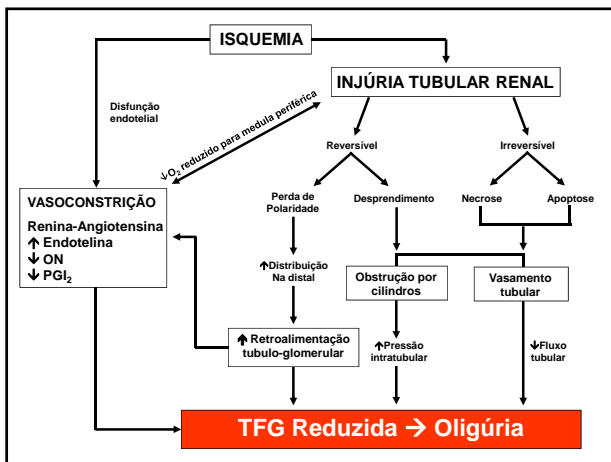 ISQUEMIA
INJÚRIA TUBULAR RENAL
Disfunção
endotelial
↓O₂ reduzido para medula periférica
Reversível
Irreversível
VASOCONSTRIÇÃO
Renina-Angiotensina
↑ Endotelina
↓ ON
↓ PGI₂
Perda de
Polaridade
Desprendimento
Necrose
Apoptose
↑Distribuição
Na distal
Obstrução por
cilindros
Vasamento
tubular
↑ Retroalimentação
tubulo-glomerular
↑Pressão
intratubular
↓Fluxo
tubular
TFG Reduzida → Oligúria